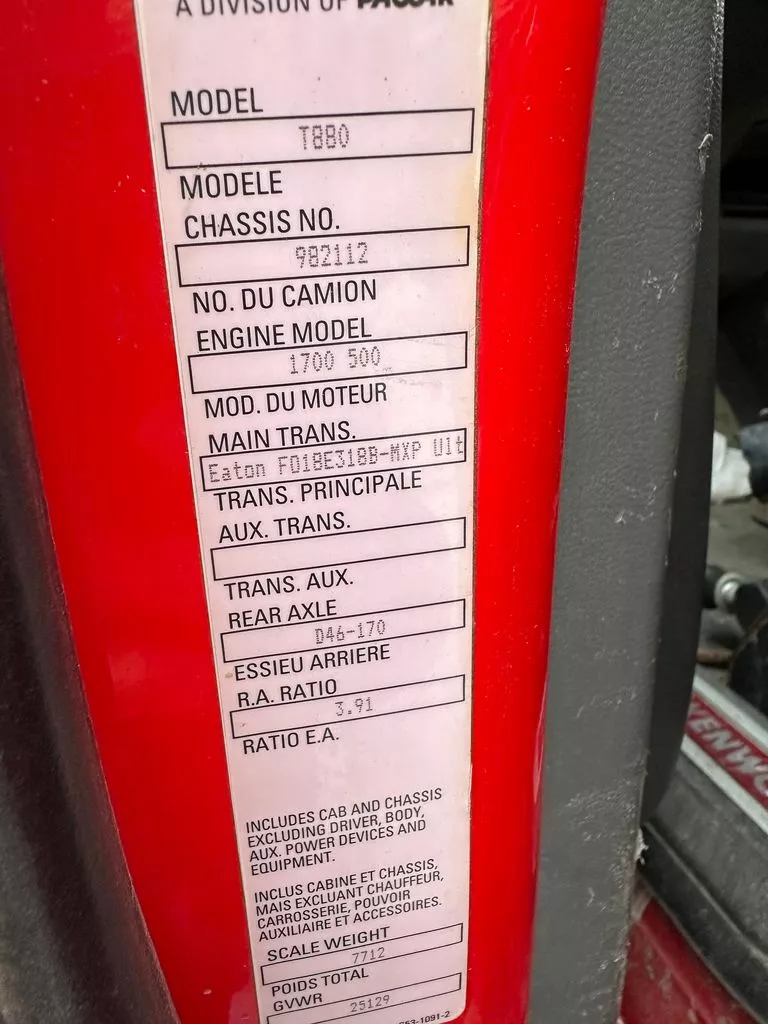 A DIVISION OF PACCAR
MODEL
T880
MODELE
CHASSIS NO.
982112
NO. DU CAMION
ENGINE MODEL
1700 500
MOD. DU MOTEUR
MAIN TRANS.
Eaton FO18E318B-MXP Ult
TRANS. PRINCIPALE
AUX. TRANS.
TRANS. AUX.
REAR AXLE
D46-170
ESSIEU ARRIERE
R.A. RATIO
3.91
RATIO E.A.
INCLUDES CAB AND CHASSIS
EXCLUDING DRIVER, BODY,
AUX. POWER DEVICES AND
EQUIPMENT.
INCLUS CABINE ET CHASSIS,
MAIS EXCLUANT CHAUFFEUR,
CARROSSERIE, POUVOIR
AUXILIAIRE ET ACCESSOIRES.
SCALE WEIGHT
7712
POIDS TOTAL
GVWR
25129